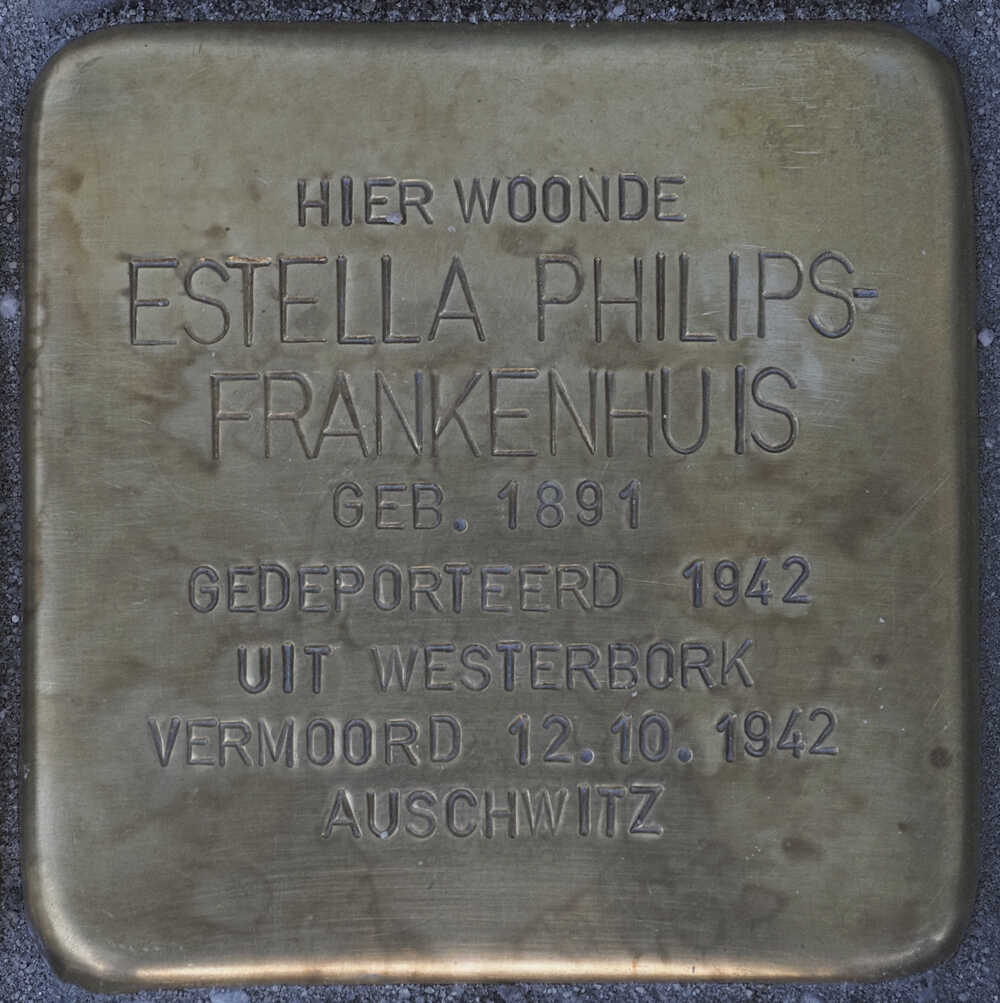 HIER WOONDE
ESTELLA PHILIPS-
FRANKENHUIS
GEB. 1891
GEDEPORTEERD 1942
UIT WESTERBORK
VERMOORD 12.10.1942
AUSCHWITZ